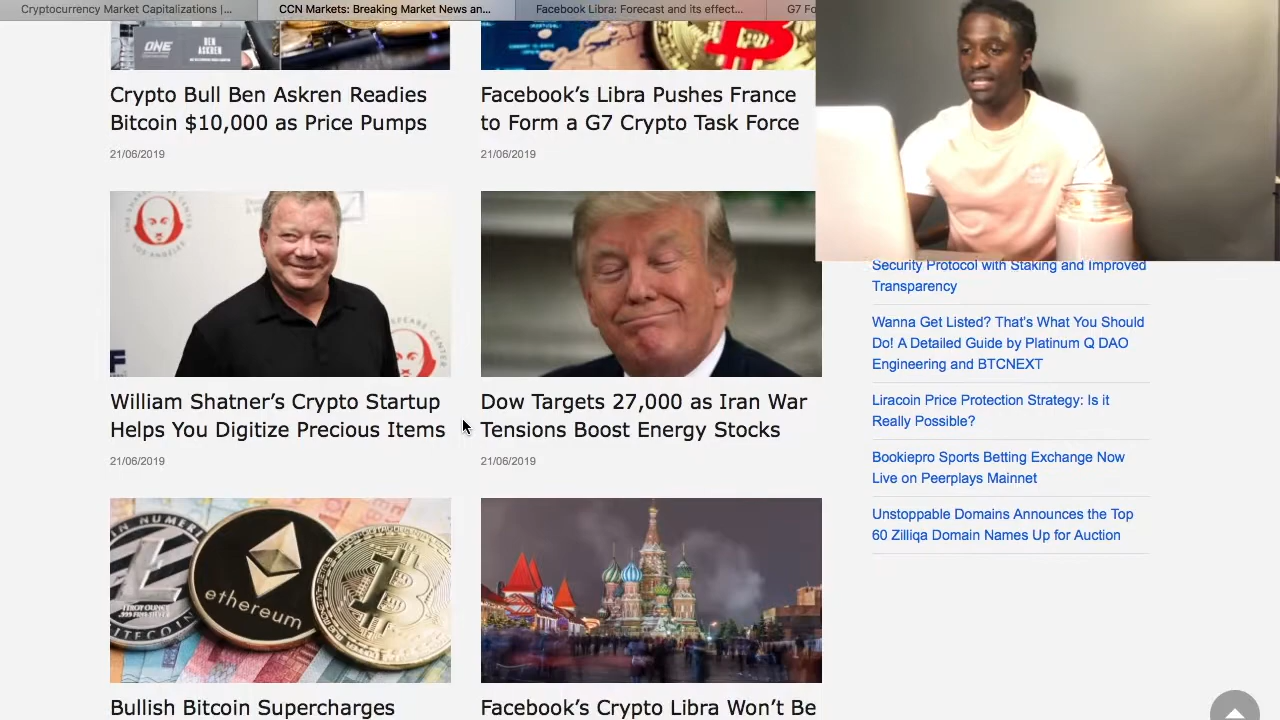 Cryptocurrency Market Capitalizations |...
CCN Markets: Breaking Market News an...
Facebook Libra: Forecast and its effect...
G7 Fo
ONE
BEN
ASKREN
Crypto Bull Ben Askren Readies
Bitcoin $10,000 as Price Pumps
21/06/2019
Facebook’s Libra Pushes France
to Form a G7 Crypto Task Force
21/06/2019
William Shatner’s Crypto Startup
Helps You Digitize Precious Items
21/06/2019
Dow Targets 27,000 as Iran War
Tensions Boost Energy Stocks
21/06/2019
ethereum
LITECOIN
Bullish Bitcoin Supercharges
Facebook’s Crypto Libra Won’t Be
Security Protocol with Staking and Improved
Transparency
Wanna Get Listed? That’s What You Should
Do! A Detailed Guide by Platinum Q DAO
Engineering and BTCNEXT
Liracoin Price Protection Strategy: Is it
Really Possible?
Bookiepro Sports Betting Exchange Now
Live on Peerplays Mainnet
Unstoppable Domains Announces the Top
60 Zilliqa Domain Names Up for Auction